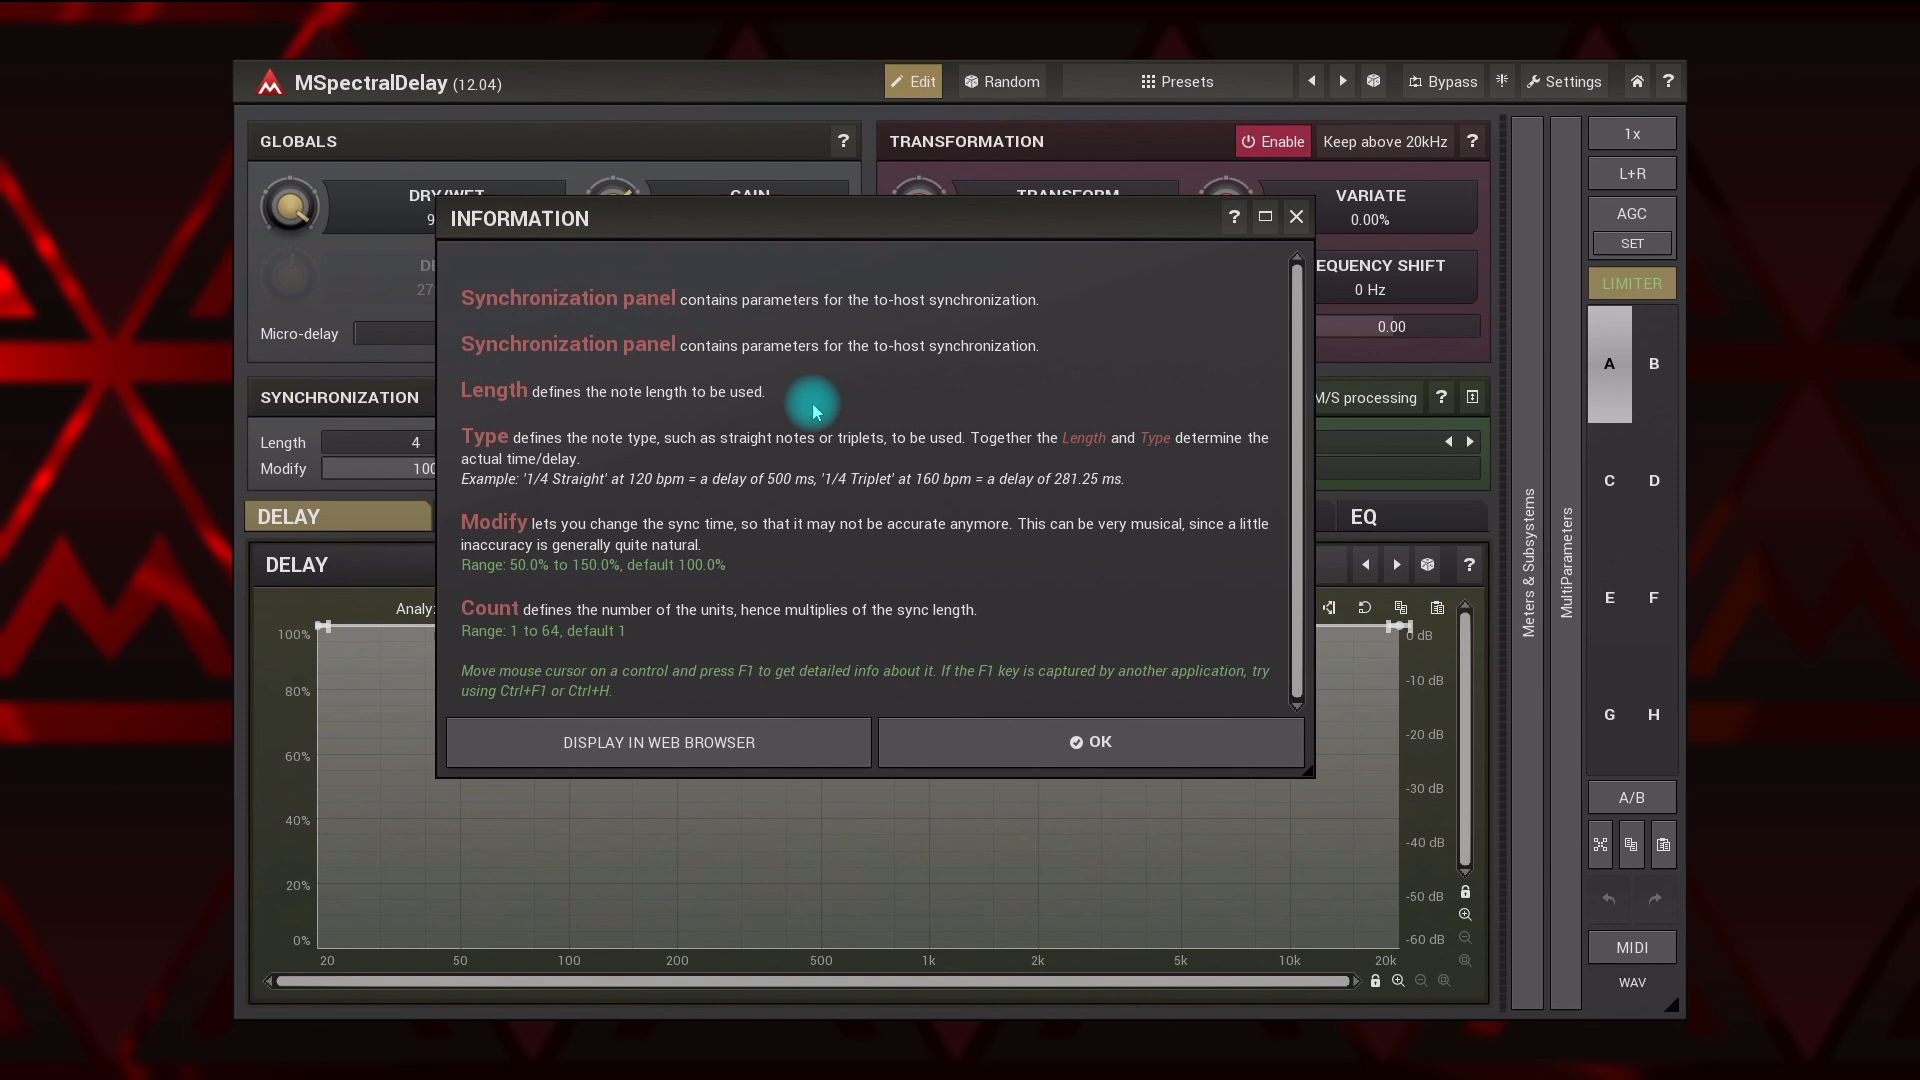 MSpectralDelay (12.04)
Edit
Random
Presets
Bypass
Settings
?
GLOBALS
?
TRANSFORMATION
Enable
Keep above 20kHz
?
VARIATE
0.00%
INFORMATION
?
Synchronization panel contains parameters for the to-host synchronization.
Synchronization panel contains parameters for the to-host synchronization.
Length defines the note length to be used.
Type defines the note type, such as straight notes or triplets, to be used. Together the Length and Type determine the
actual time/delay.
Example: '1/4 Straight' at 120 bpm = a delay of 500 ms, '1/4 Triplet' at 160 bpm = a delay of 281.25 ms.
Modify lets you change the sync time, so that it may not be accurate anymore. This can be very musical, since a little
inaccuracy is generally quite natural.
Range: 50.0% to 150.0%, default 100.0%
Count defines the number of the units, hence multiplies of the sync length.
Range: 1 to 64, default 1
Move mouse cursor on a control and press F1 to get detailed info about it. If the F1 key is captured by another application, try
using Ctrl+F1 or Ctrl+H.
DISPLAY IN WEB BROWSER
OK
EQUENCY SHIFT
0 Hz
0.00
Micro-delay
SYNCHRONIZATION
Length 4
Modify 100
M/S processing
?
DELAY
EQ
DELAY
?
Analy
100%
80%
60%
40%
20%
0%
0 dB
-10 dB
-20 dB
-30 dB
-40 dB
-50 dB
-60 dB
20 50 100 200 500 1k 2k 5k 10k 20k
Meters & Subsystems
MultiParameters
1x
L+R
AGC
SET
LIMITER
A B
C D
E F
G H
A/B
MIDI
WAV